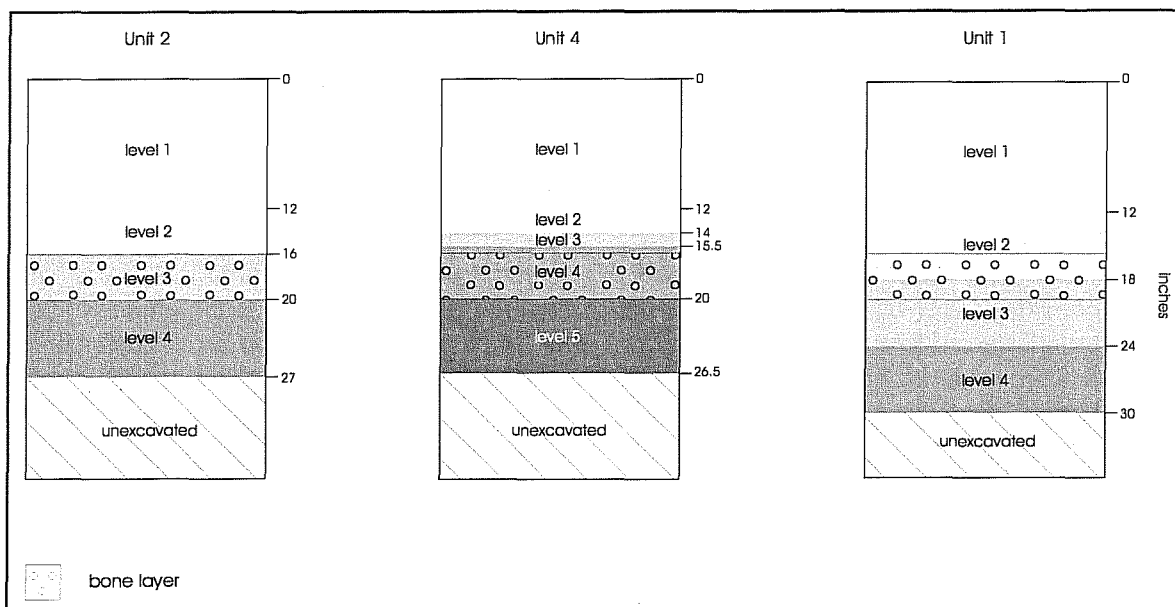 Unit 2
level 1
12
level 2
16
level 3
20
level 4
27
unexcavated
0
Unit 4
0
level 1
12
level 2
14
level 3
15.5
level 4
20
level 5
26.5
unexcavated
Unit 1
0
level 1
12
level 2
18
level 3
24
level 4
30
unexcavated
inches
bone layer